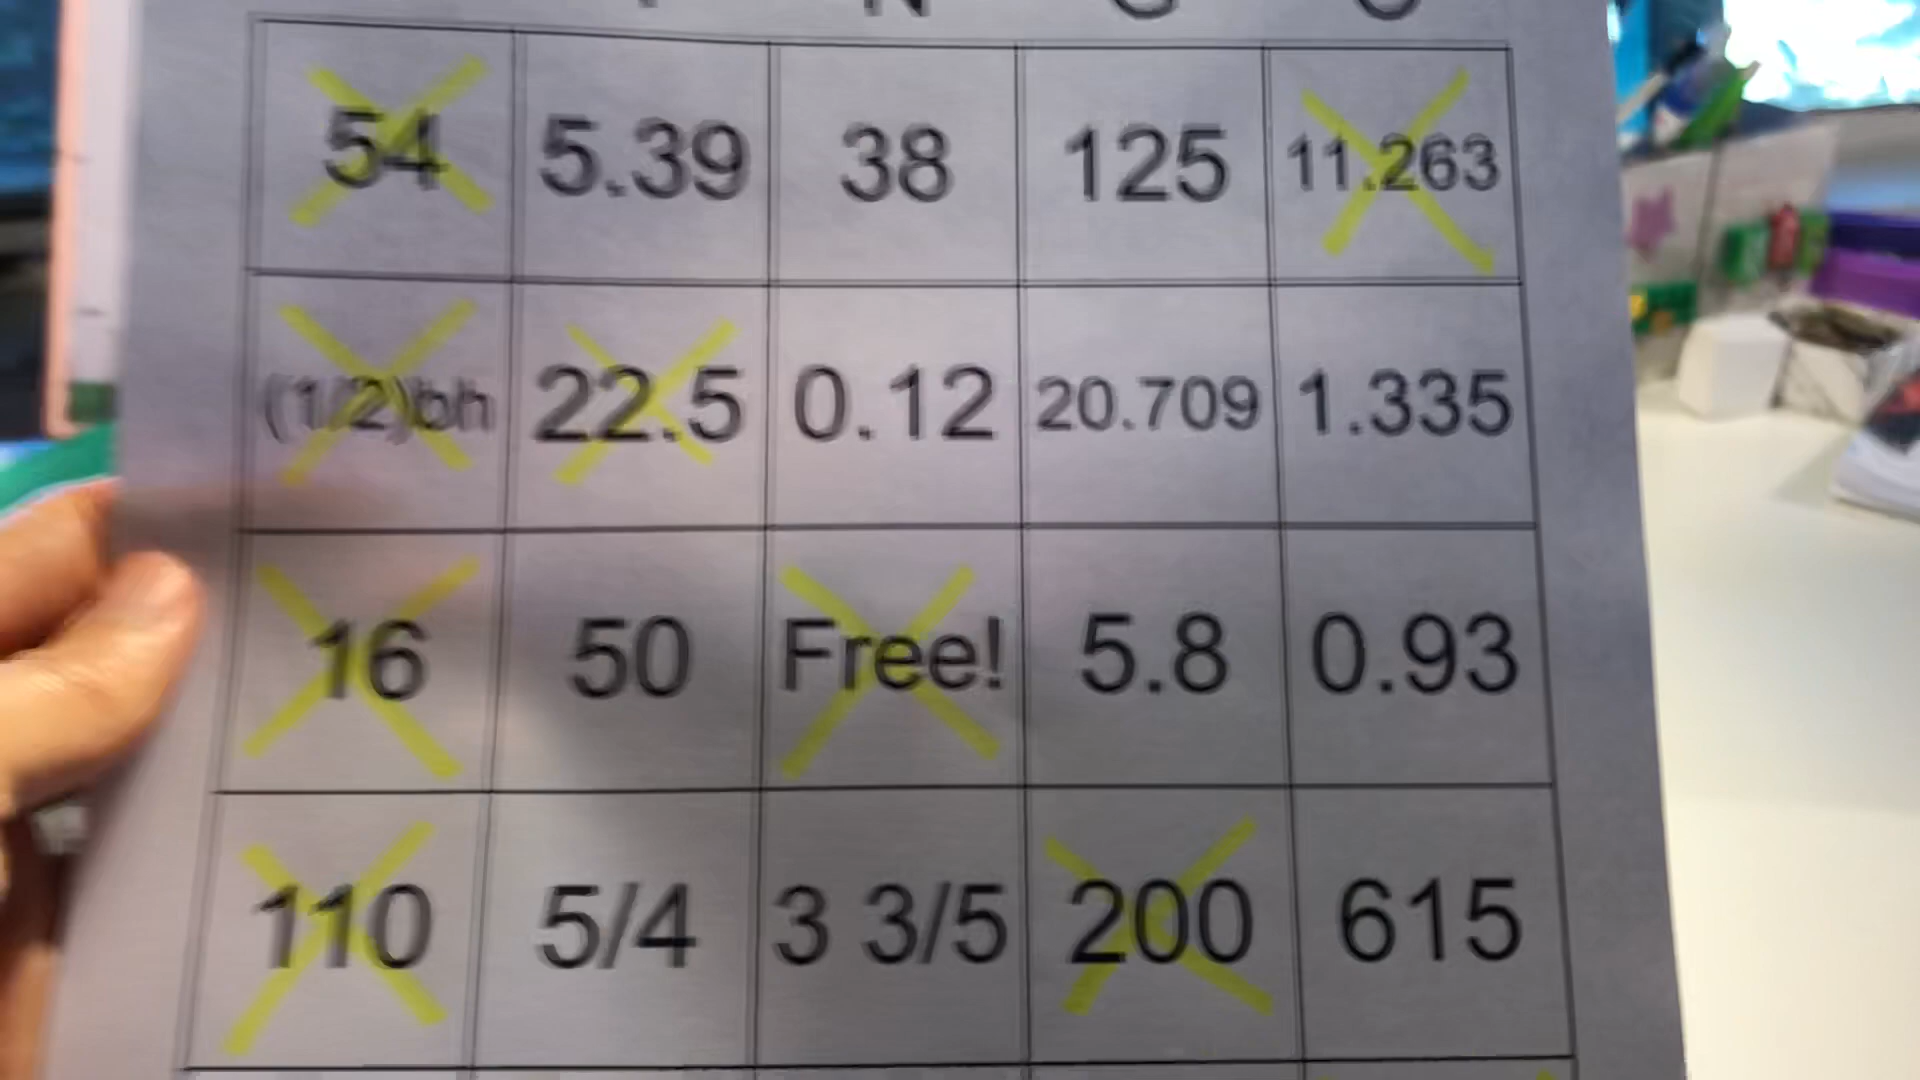 I N G O
54 5.39 38 125 11.263
(1/2)bh 22.5 0.12 20.709 1.335
16 50 Free! 5.8 0.93
110 5/4 3 3/5 200 615